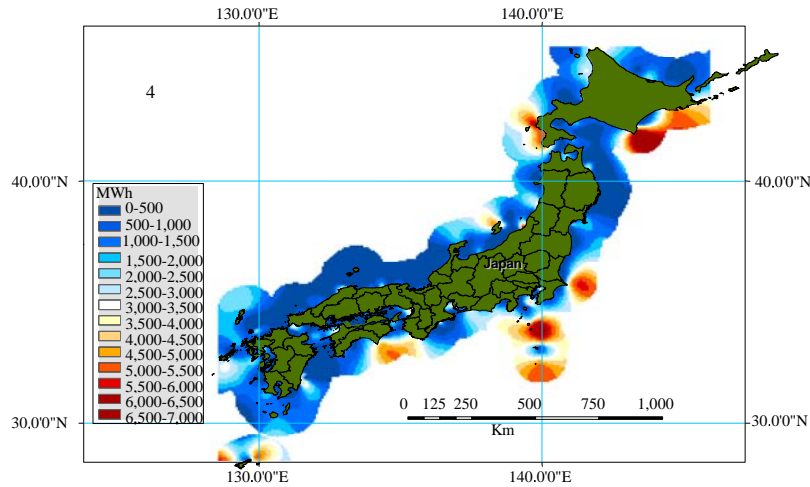 130.0'0"E 140.0'0"E
4
40.0'0"N 40.0'0"N
MWh
0-500
500-1,000
1,000-1,500
1,500-2,000
2,000-2,500
2,500-3,000
3,000-3,500
3,500-4,000
4,000-4,500
4,500-5,000
5,000-5,500
5,500-6,000
6,000-6,500
6,500-7,000
Japan
0 125 250 500 750 1,000
Km
30.0'0"N 30.0'0"N
130.0'0"E 140.0'0"E